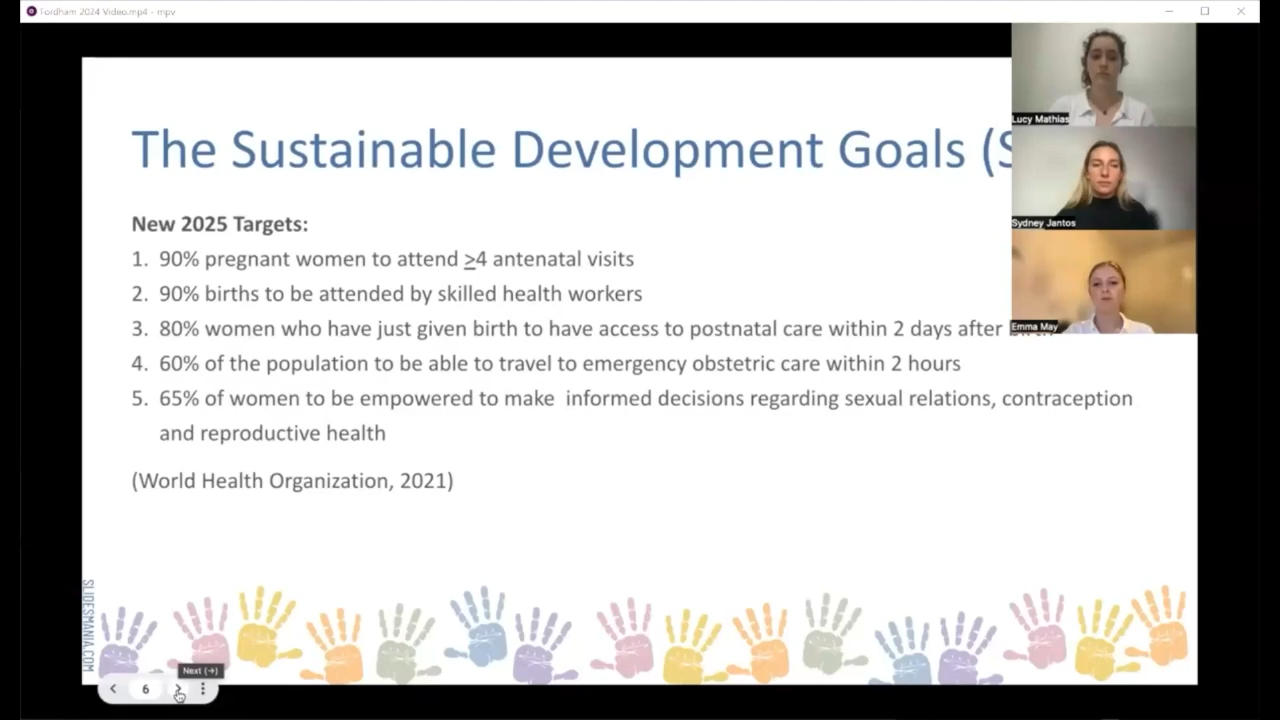 Fordham 2024 Video.mp4 - mpv
The Sustainable Development Goals (S
New 2025 Targets:
1. 90% pregnant women to attend ≥4 antenatal visits
2. 90% births to be attended by skilled health workers
3. 80% women who have just given birth to have access to postnatal care within 2 days after
4. 60% of the population to be able to travel to emergency obstetric care within 2 hours
5. 65% of women to be empowered to make informed decisions regarding sexual relations, contraception
and reproductive health
(World Health Organization, 2021)
Lucy Mathias
Sydney Jantos
Emma May
SLIDESMANIA.COM
Next (→)
6